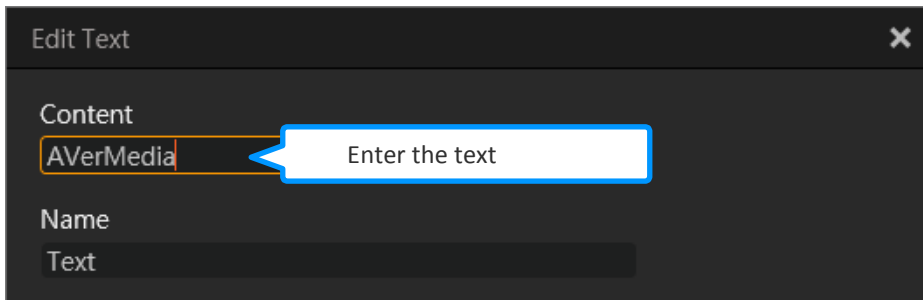 Edit Text
Content
AVerMedia
Enter the text
Name
Text